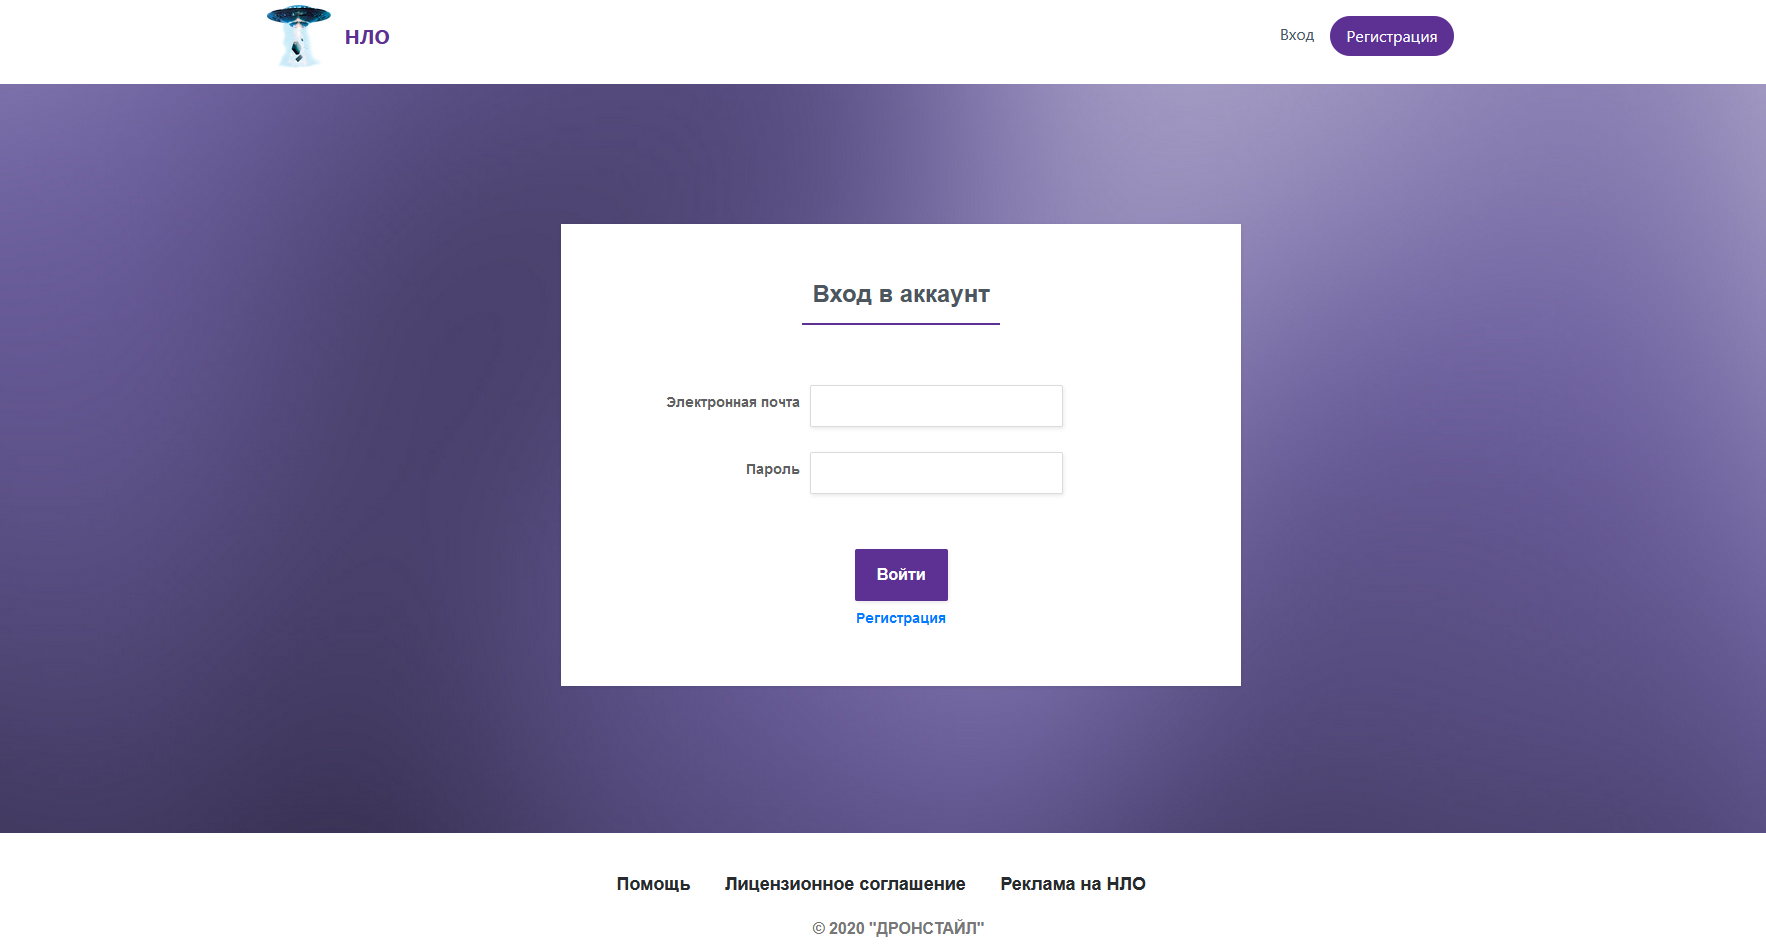 НЛО
Вход Регистрация
Вход в аккаунт
Электронная почта
Пароль
Войти
Регистрация
Помощь Лицензионное соглашение Реклама на НЛО
© 2020 "ДРОНСТАЙЛ"